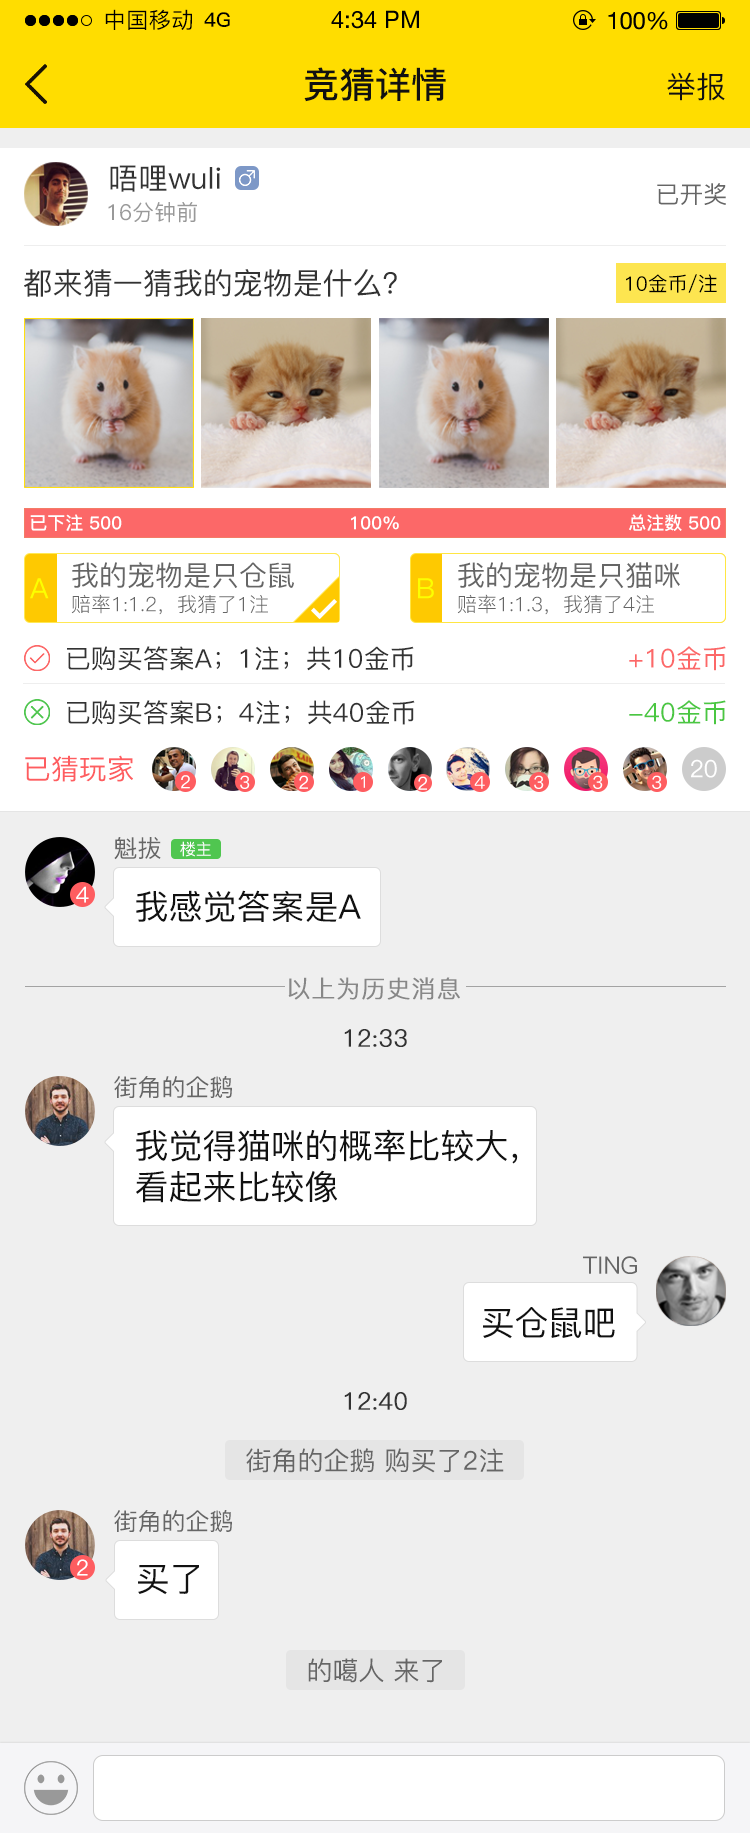 中国移动 4G 4:34 PM 100%
竞猜详情 举报
唔哩wuli
16分钟前
已开奖
都来猜一猜我的宠物是什么?
10金币/注
已下注 500 100% 总注数 500
A 我的宠物是只仓鼠
赔率1:1.2，我猜了1注
B 我的宠物是只猫咪
赔率1:1.3，我猜了4注
已购买答案A；1注；共10金币 +10金币
已购买答案B；4注；共40金币 -40金币
已猜玩家 2 3 2 1 2 4 3 3 3 20
魁拔 楼主
4
我感觉答案是A
以上为历史消息
12:33
街角的企鹅
我觉得猫咪的概率比较大,
看起来比较像
TING
买仓鼠吧
12:40
街角的企鹅 购买了2注
街角的企鹅
2
买了
的噶人 来了